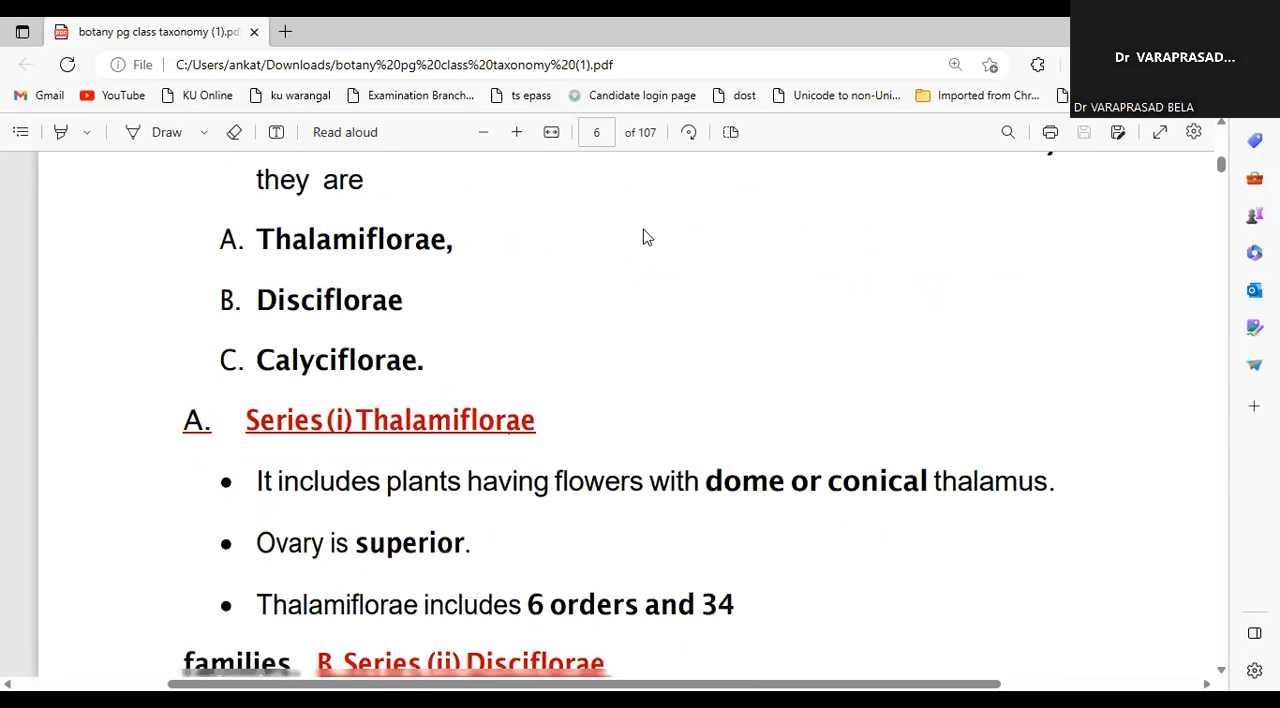 botany pg class taxonomy (1).pd
Dr VARAPRASAD...
File C:/Users/ankat/Downloads/botany%20pg%20class%20taxonomy%20(1).pdf
Gmail YouTube KU Online ku warangal Examination Branch... ts epass Candidate login page dost Unicode to non-Uni... Imported from Chr...
Dr VARAPRASAD BELA
Draw Read aloud 6 of 107
they are
A. Thalamiflorae,
B. Disciflorae
C. Calyciflorae.
A. Series (i) Thalamiflorae
• It includes plants having flowers with dome or conical thalamus.
• Ovary is superior.
• Thalamiflorae includes 6 orders and 34
families. B. Series (ii) Disciflorae